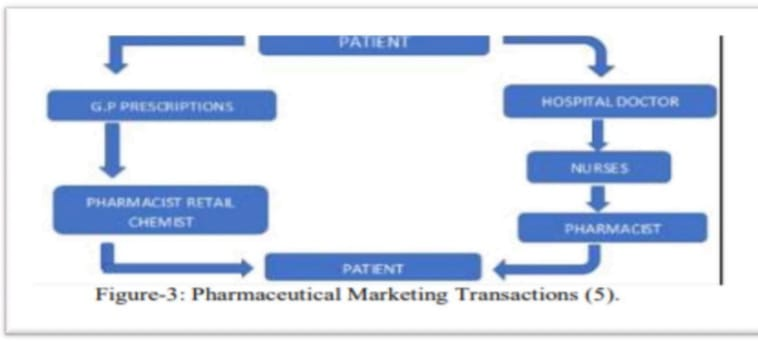 PATIENT
G.P PRESCRIPTIONS
HOSPITAL DOCTOR
NURSES
PHARMACIST RETAIL
CHEMIST
PHARMACIST
PATIENT
Figure-3: Pharmaceutical Marketing Transactions (5).